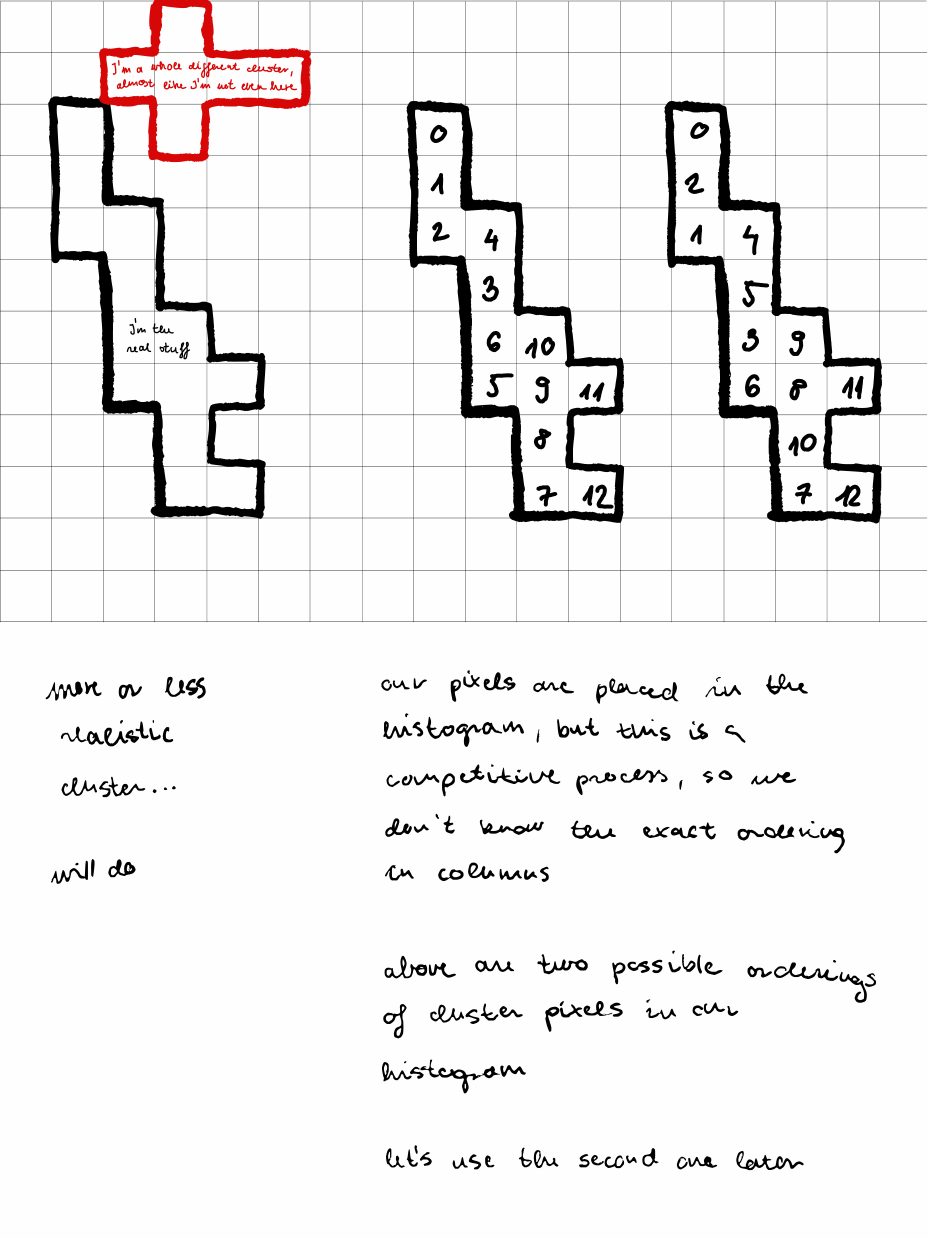 I'm a whole different cluster,
almost like I'm not even here
I'm the
real stuff
0
1
2 4
3
6 10
5 9 11
8
7 12
0
2
1 4
5
3 9
6 8 11
10
7 12
more or less
realistic
cluster...
will do
our pixels are placed in the
histogram, but this is a
competitive process, so we
don't know the exact ordering
in columns
above are two possible orderings
of cluster pixels in our
histogram
let's use the second one later